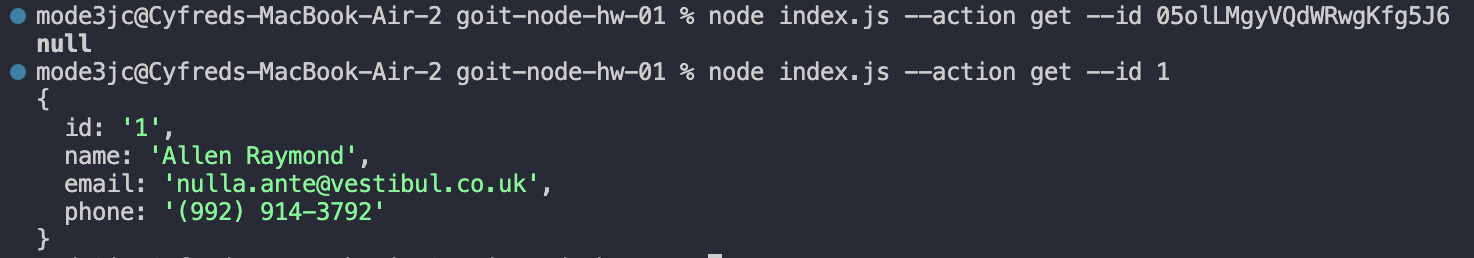 mode3jc@Cyfreds-MacBook-Air-2 goit-node-hw-01 % node index.js --action get --id 05olLMgyVQdWRwgKfg5J6
null
mode3jc@Cyfreds-MacBook-Air-2 goit-node-hw-01 % node index.js --action get --id 1
{
  id: '1',
  name: 'Allen Raymond',
  email: 'nulla.ante@vestibul.co.uk',
  phone: '(992) 914-3792'
}